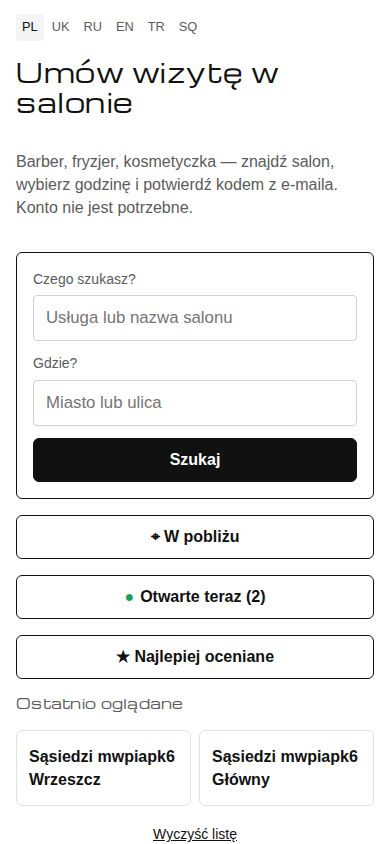 PL UK RU EN TR SQ
Umów wizytę w
salonie
Barber, fryzjer, kosmetyczka — znajdź salon,
wybierz godzinę i potwierdź kodem z e-maila.
Konto nie jest potrzebne.
Czego szukasz?
Usługa lub nazwa salonu
Gdzie?
Miasto lub ulica
Szukaj
⌖ W pobliżu
● Otwarte teraz (2)
★ Najlepiej oceniane
Ostatnio oglądane
Sąsiedzi mwpiapk6
Wrzeszcz
Sąsiedzi mwpiapk6
Główny
Wyczyść listę